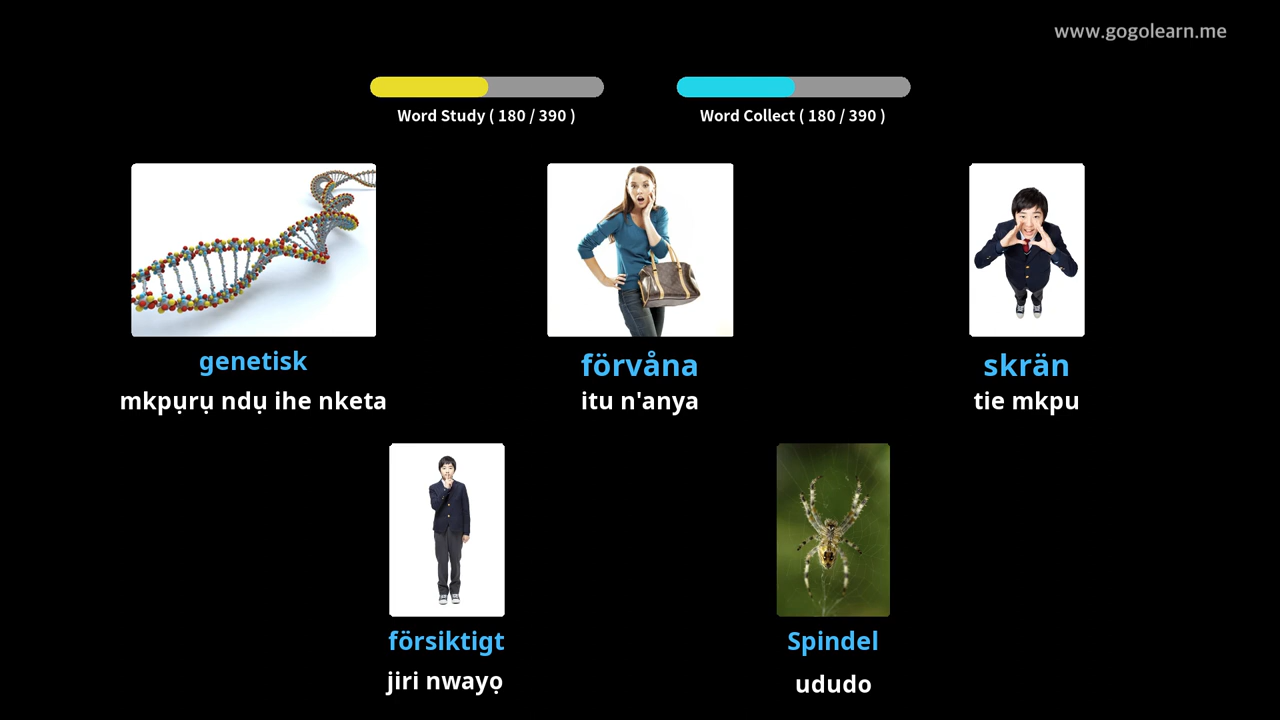 www.gogolearn.me
Word Study ( 180 / 390 )
Word Collect ( 180 / 390 )
genetisk
mkpụrụ ndụ ihe nketa
förvåna
itu n'anya
skrän
tie mkpu
försiktigt
jiri nwayọ
Spindel
ududo